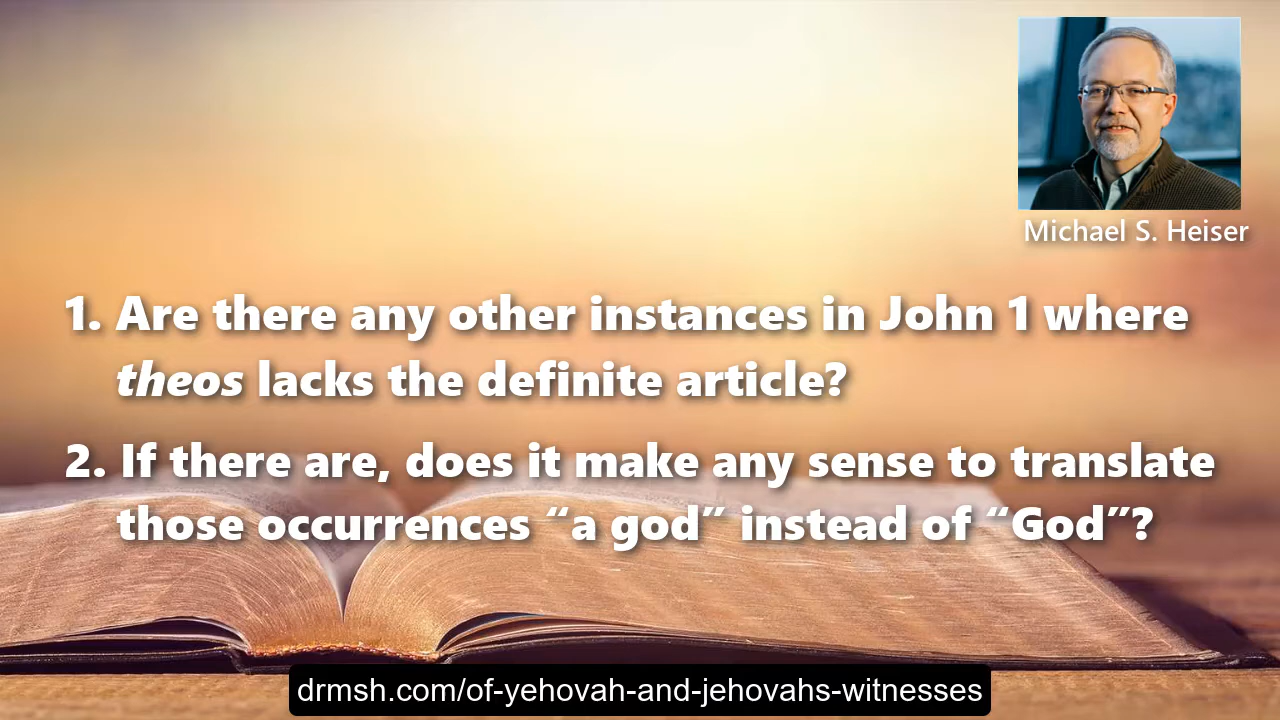 Michael S. Heiser
1. Are there any other instances in John 1 where
theos lacks the definite article?
2. If there are, does it make any sense to translate
those occurrences “a god” instead of “God”?
drmsh.com/of-yehovah-and-jehovahs-witnesses